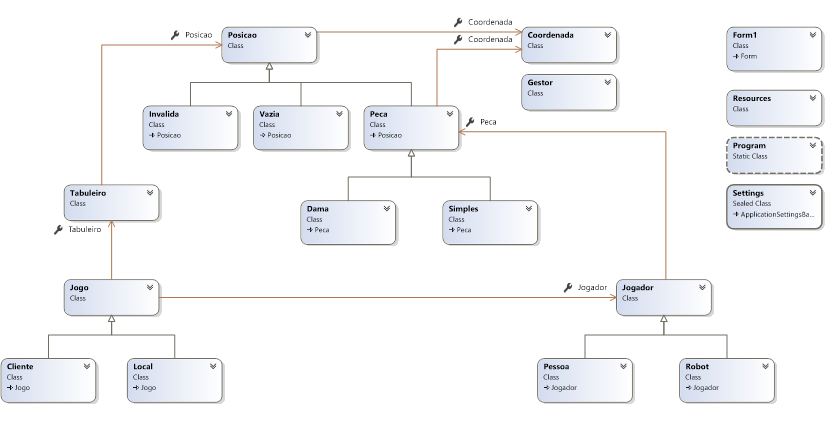 Coordenada
Posicao
Class
Posicao
Coordenada
Coordenada
Class
Form1
Class
Form
Gestor
Class
Resources
Class
Invalida
Class
Posicao
Vazia
Class
Posicao
Peca
Class
Posicao
Peca
Program
Static Class
Tabuleiro
Class
Dama
Class
Peca
Simples
Class
Peca
Settings
Sealed Class
ApplicationSettingsBa...
Tabuleiro
Jogo
Class
Jogador
Jogador
Class
Cliente
Class
Jogo
Local
Class
Jogo
Pessoa
Class
Jogador
Robot
Class
Jogador